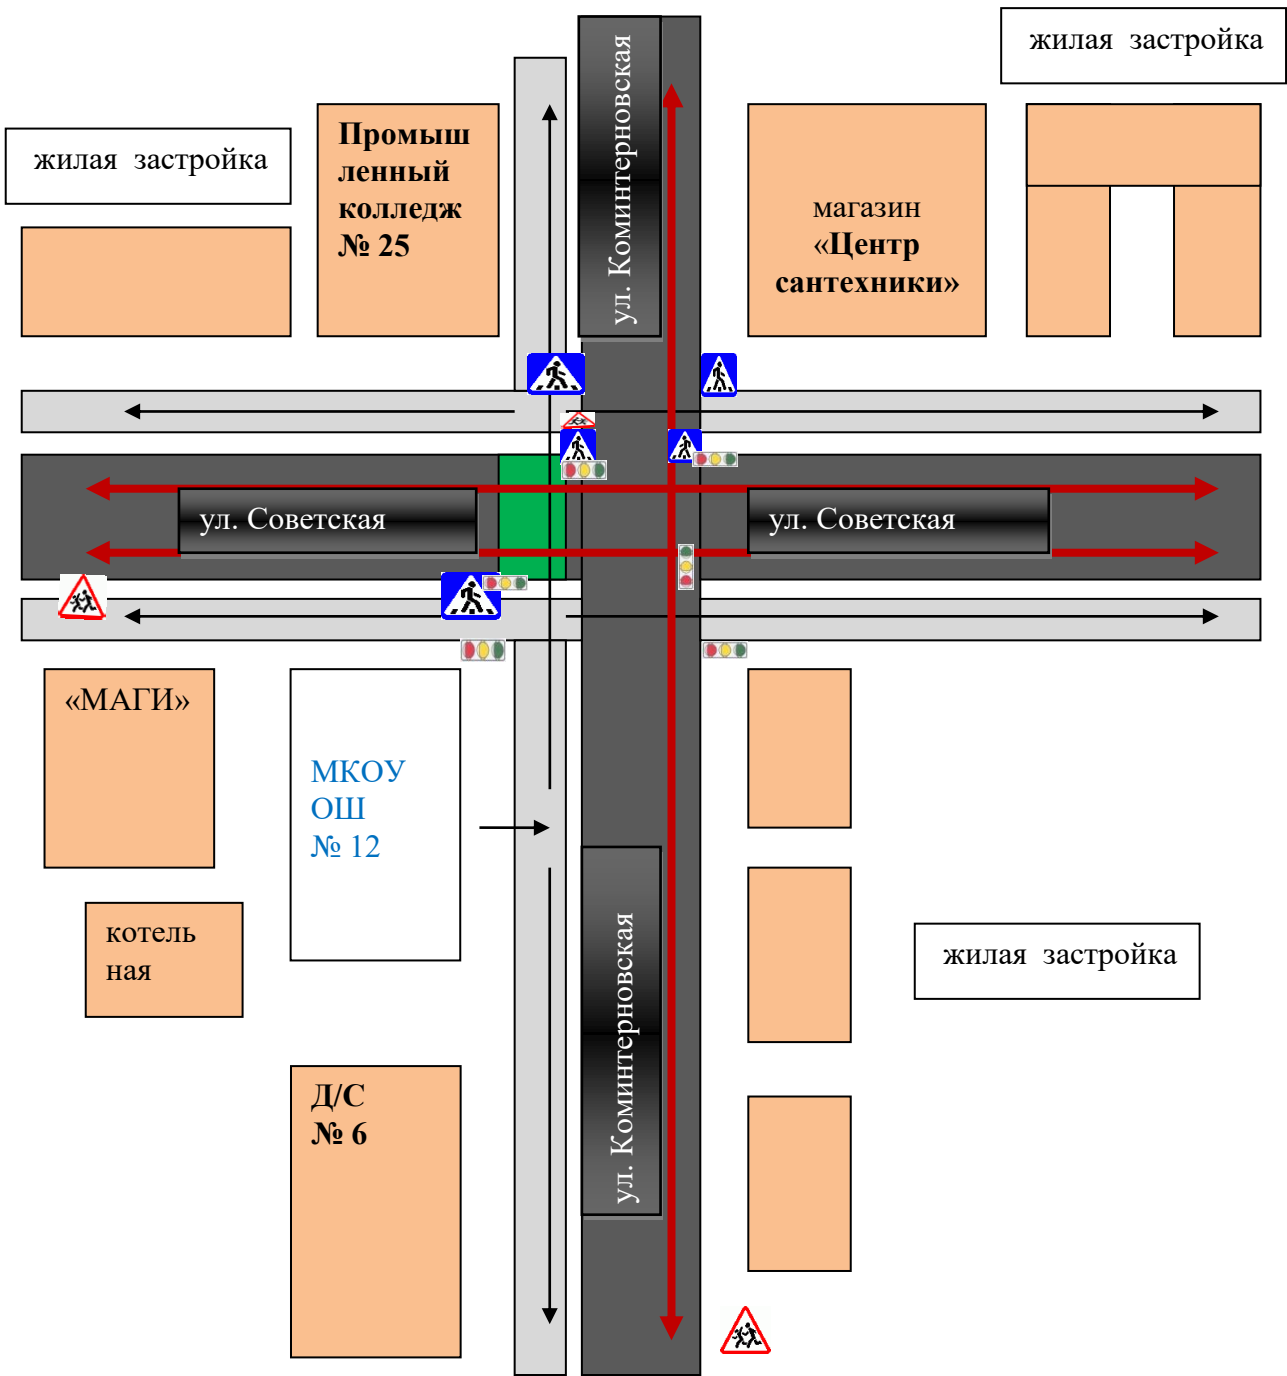 жилая застройка
ул. Коминтерновская
жилая застройка
Промыш
ленный
колледж
№ 25
магазин
«Центр
сантехники»
ул. Советская
ул. Советская
«МАГИ»
МКОУ
ОШ
№ 12
котель
ная
жилая застройка
ул. Коминтерновская
Д/С
№ 6